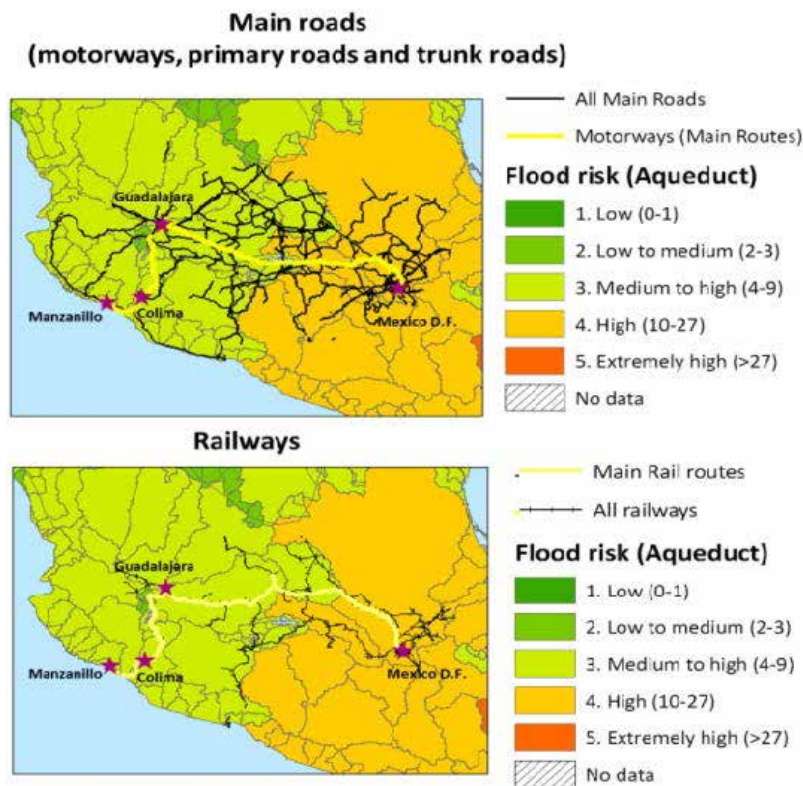 Main roads
(motorways, primary roads and trunk roads)
All Main Roads
Motorways (Main Routes)
Flood risk (Aqueduct)
1. Low (0-1)
2. Low to medium (2-3)
3. Medium to high (4-9)
4. High (10-27)
5. Extremely high (>27)
No data
Guadalajara
Manzanillo
Colima
Mexico D.F.
Railways
Main Rail routes
All railways
Flood risk (Aqueduct)
1. Low (0-1)
2. Low to medium (2-3)
3. Medium to high (4-9)
4. High (10-27)
5. Extremely high (>27)
No data
Guadalajara
Manzanillo
Colima
Mexico D.F.